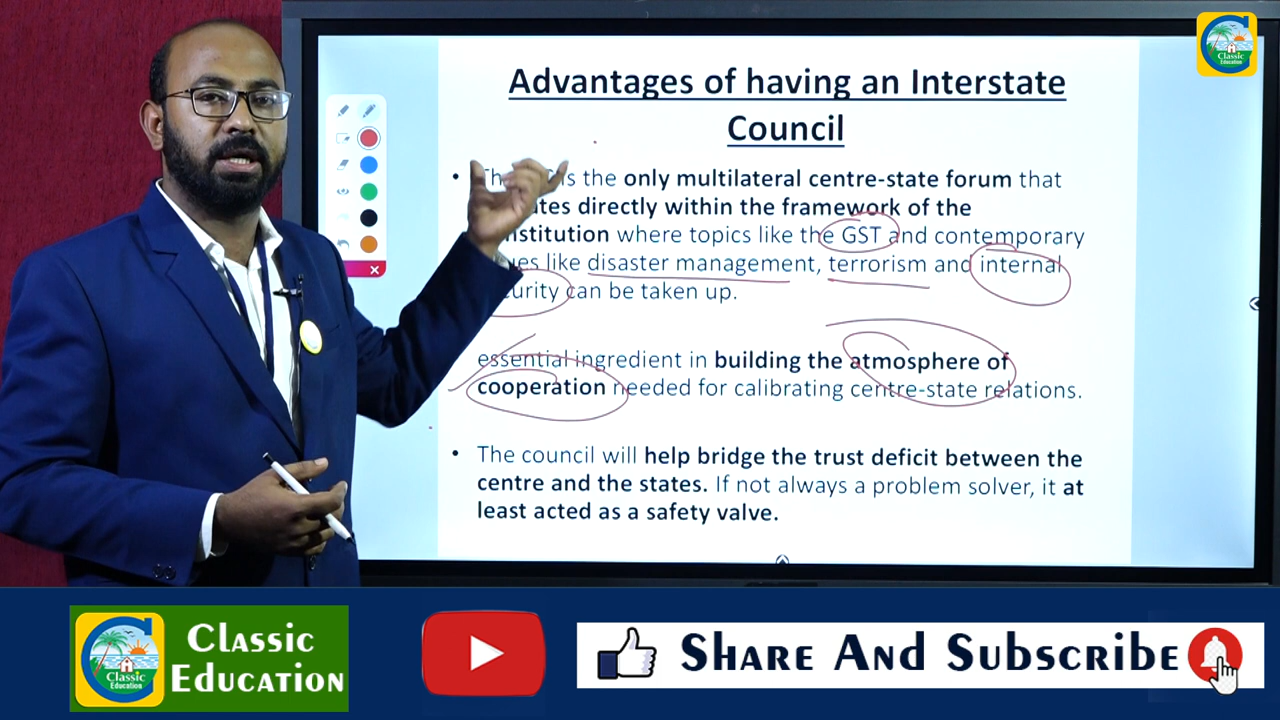 Advantages of having an Interstate
Council
• is the only multilateral centre-state forum that
directly within the framework of the
where topics like the GST and contemporary
like disaster management, terrorism and internal
can be taken up.
essential ingredient in building the atmosphere of
cooperation needed for calibrating centre-state relations.
• The council will help bridge the trust deficit between the
centre and the states. If not always a problem solver, it at
least acted as a safety valve.
Classic
Education
Classic
Education
Classic
Education
Share And Subscribe